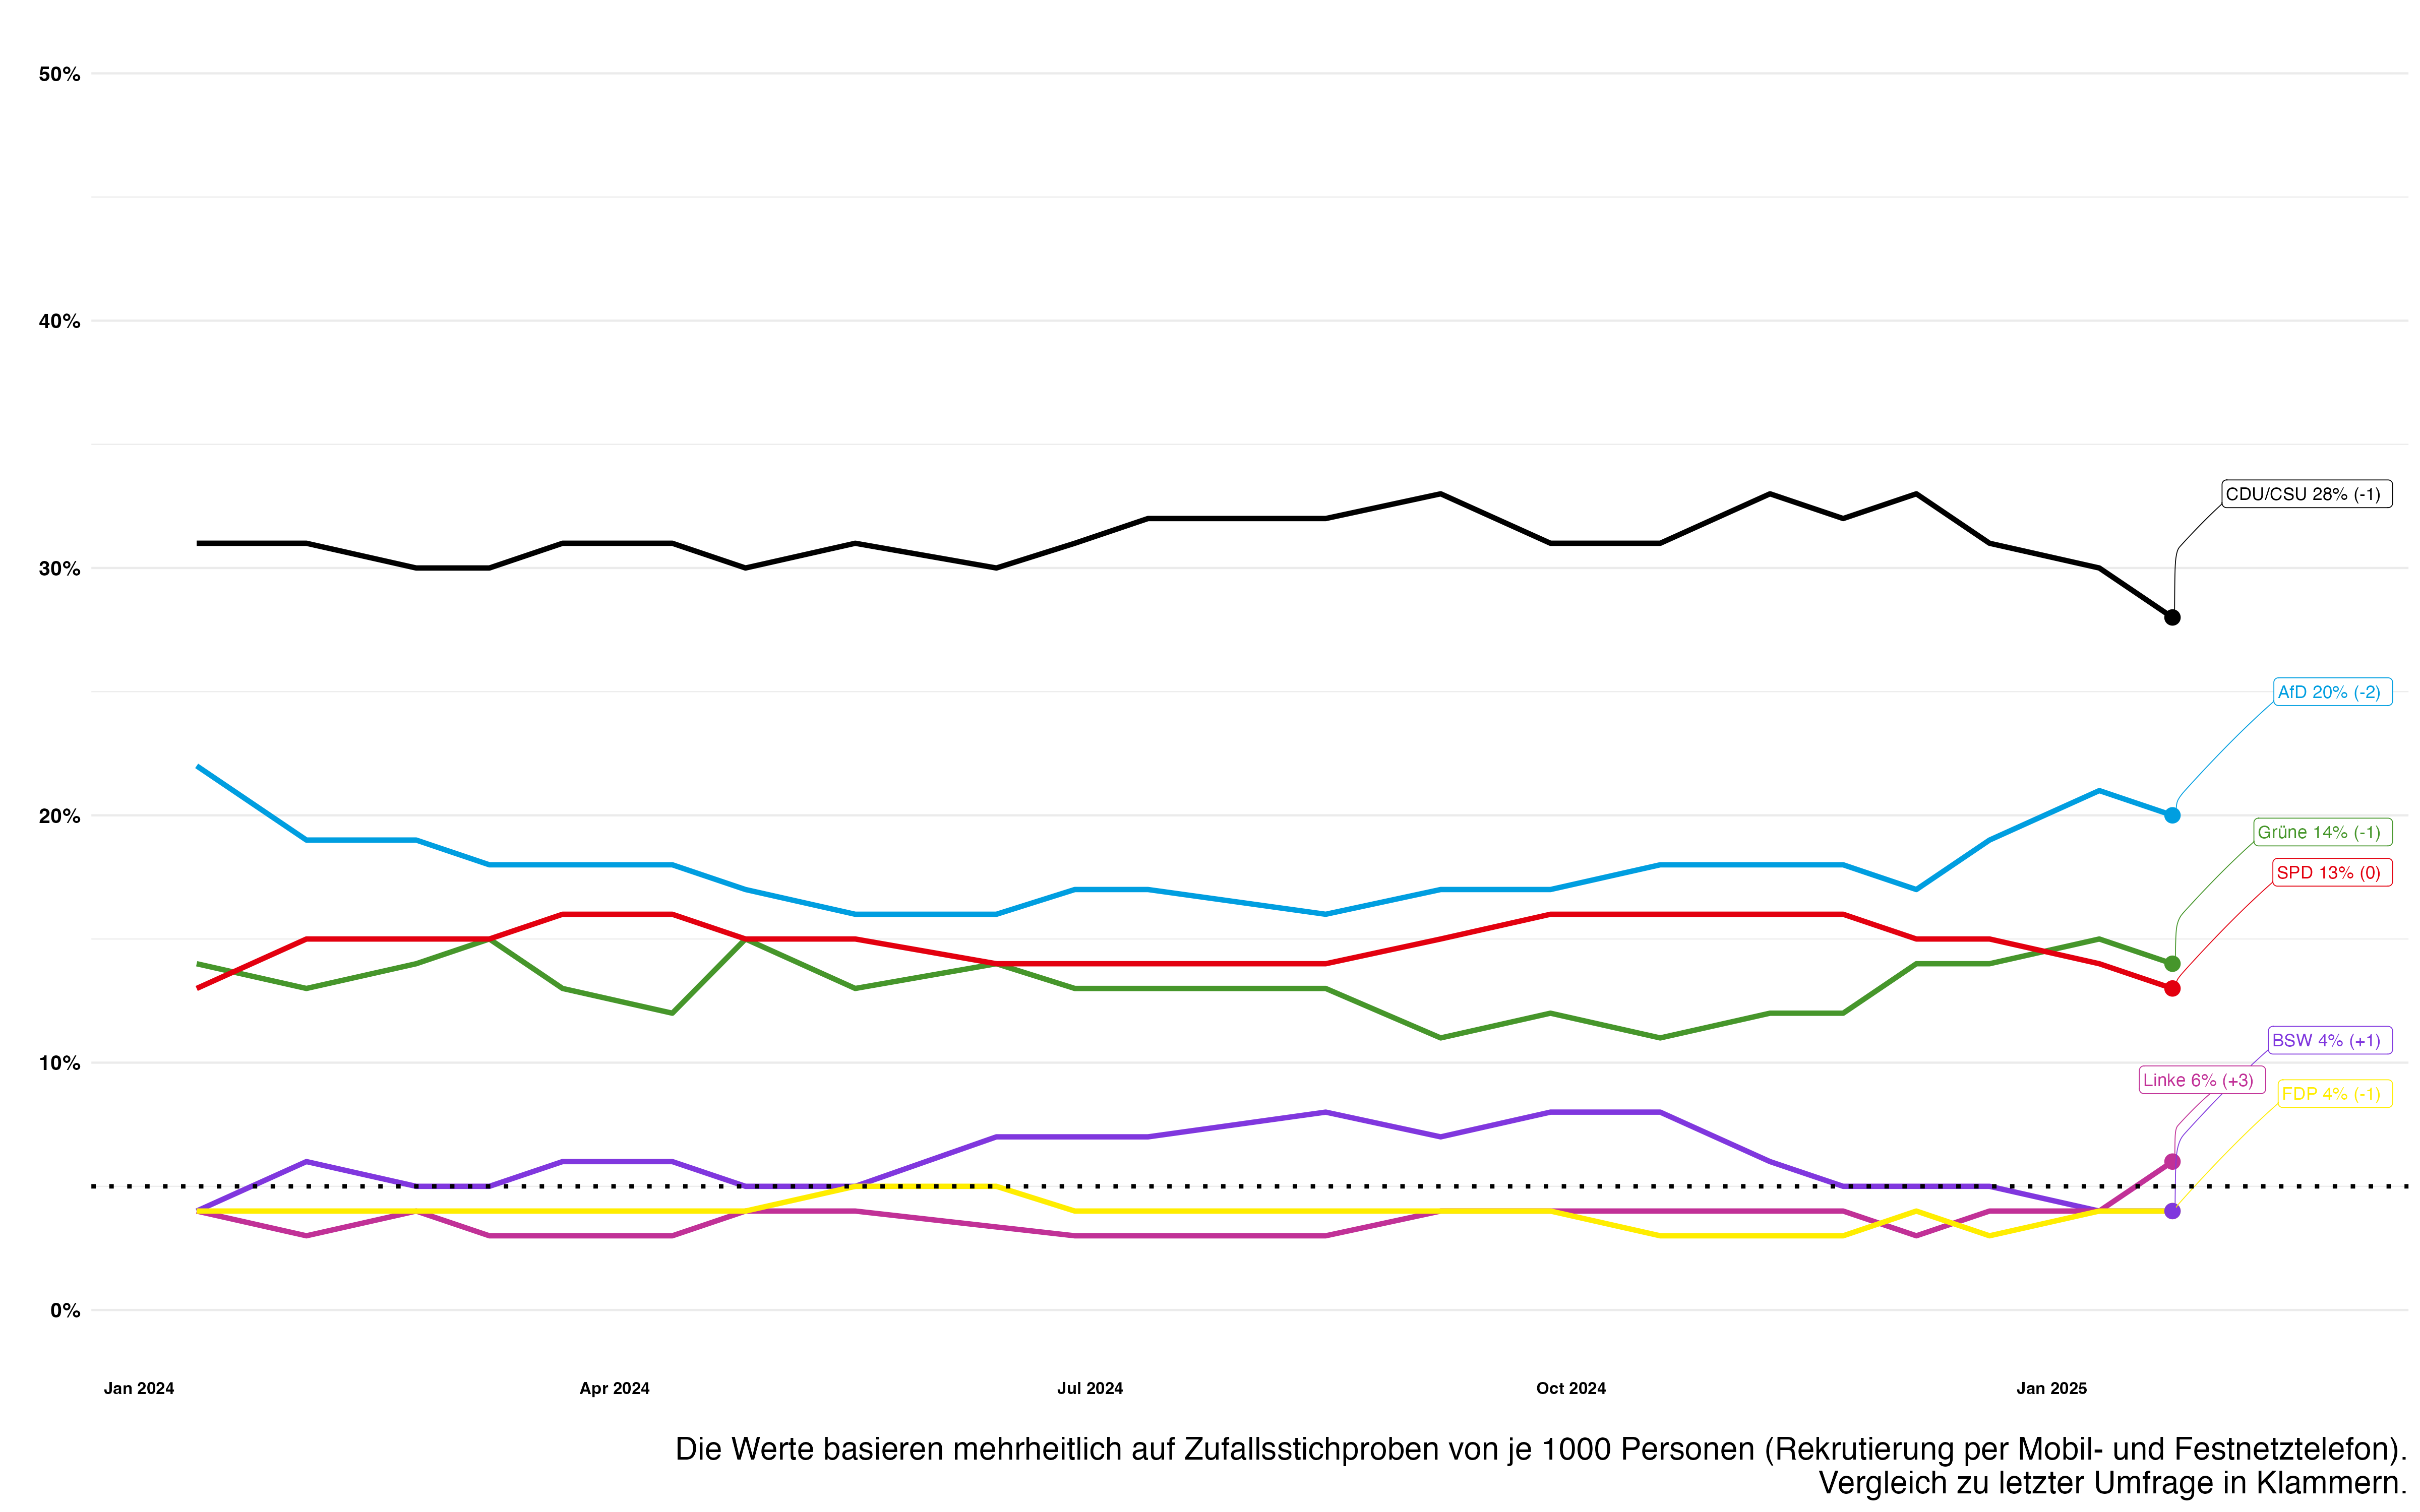 50%
40%
30%
20%
10%
0%
CDU/CSU 28% (-1)
AfD 20% (-2)
Grüne 14% (-1)
SPD 13% (0)
BSW 4% (+1)
Linke 6% (+3)
FDP 4% (-1)
Jan 2024
Apr 2024
Jul 2024
Oct 2024
Jan 2025
Die Werte basieren mehrheitlich auf Zufallsstichproben von je 1000 Personen (Rekrutierung per Mobil- und Festnetztelefon).
Vergleich zu letzter Umfrage in Klammern.